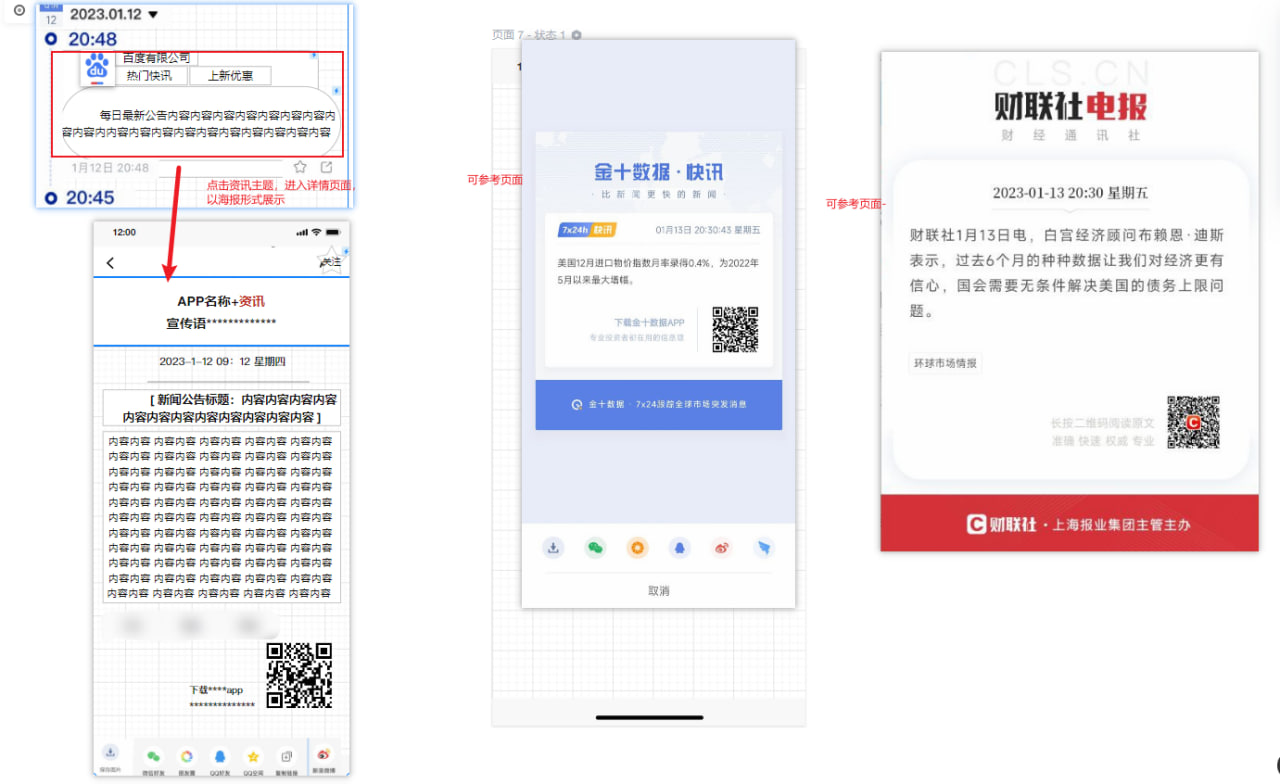 12
2023.01.12
20:48
百度有限公司
du
热门快讯
上新优惠
每日最新公告内容内容内容内容内容内容内
容内容内内容内容内容内容内容内容内容内容
1月12日 20:48
20:45
点击资讯主题，进入详情页面，
以海报形式展示
12:00
关注
APP名称+资讯
宣传语*************
2023-1-12 09：12 星期四
[ 新闻公告标题：内容内容内容内容
内容内容内容内容内容内容内容内容 ]
内容内容 内容内容 内容内容 内容内容 内容内容
内容内容 内容内容 内容内容 内容内容 内容内容
内容内容 内容内容 内容内容 内容内容 内容内容
内容内容 内容内容 内容内容 内容内容 内容内容
内容内容 内容内容 内容内容 内容内容 内容内容
内容内容 内容内容 内容内容 内容内容 内容内容
内容内容 内容内容 内容内容 内容内容 内容内容
内容内容 内容内容 内容内容 内容内容 内容内容
内容内容 内容内容 内容内容 内容内容 内容内容
内容内容 内容内容 内容内容 内容内容 内容内容
内容内容 内容内容 内容内容 内容内容 内容内容
下载****app
**************
保存图片
微信好友
朋友圈
QQ好友
QQ空间
复制链接
新浪微博
页面 7 - 状态 1
1
可参考页面
金十数据·快讯
· 比新闻更快的新闻 ·
7x24h 快讯
01月13日 20:30:43 星期五
美国12月进口物价指数月率录得0.4%，为2022年
5月以来最大增幅。
下载金十数据APP
专业投资者都在用的信息源
金十数据 · 7x24跟踪全球市场突发消息
取消
可参考页面-
CLS.CN
财联社电报
财经通讯社
2023-01-13 20:30 星期五
财联社1月13日电，白宫经济顾问布赖恩·迪斯
表示，过去6个月的种种数据让我们对经济更有
信心，国会需要无条件解决美国的债务上限问
题。
环球市场情报
长按二维码阅读原文
准确 快速 权威 专业
C
C财联社 · 上海报业集团主管主办